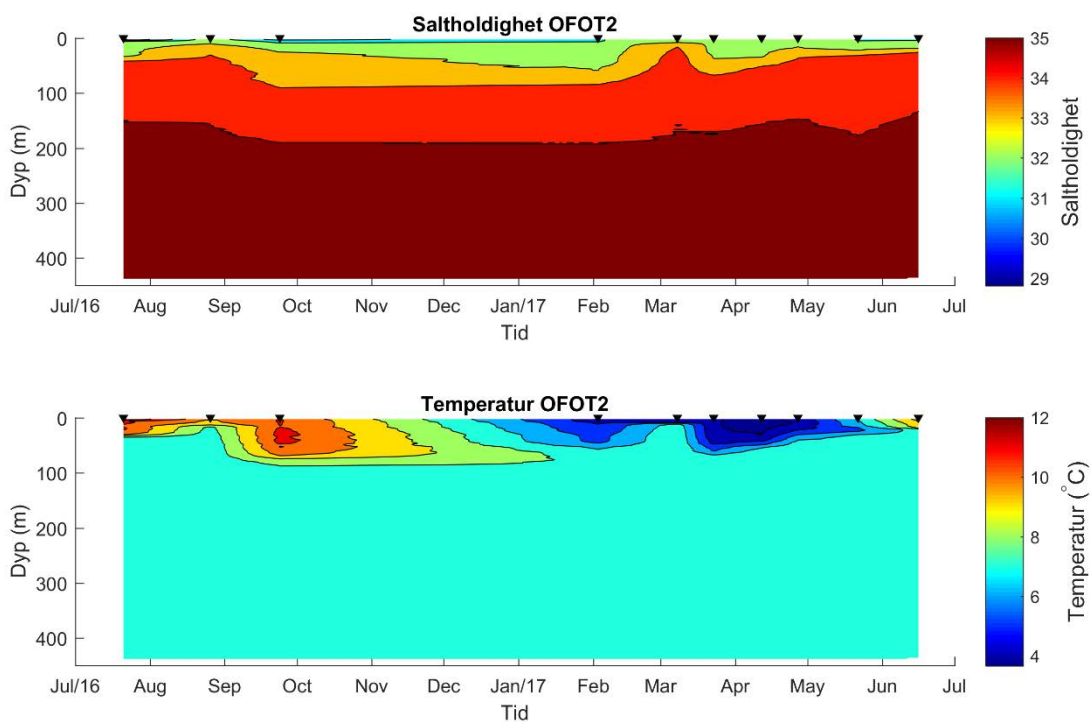 Saltholdighet OFOT2
0
100
200
300
400
Dyp (m)
Jul/16 Aug Sep Oct Nov Dec Jan/17 Feb Mar Apr May Jun Jul
Tid
35
34
33
32
31
30
29
Saltholdighet
Temperatur OFOT2
0
100
200
300
400
Dyp (m)
Jul/16 Aug Sep Oct Nov Dec Jan/17 Feb Mar Apr May Jun Jul
Tid
12
10
8
6
4
Temperatur (°C)